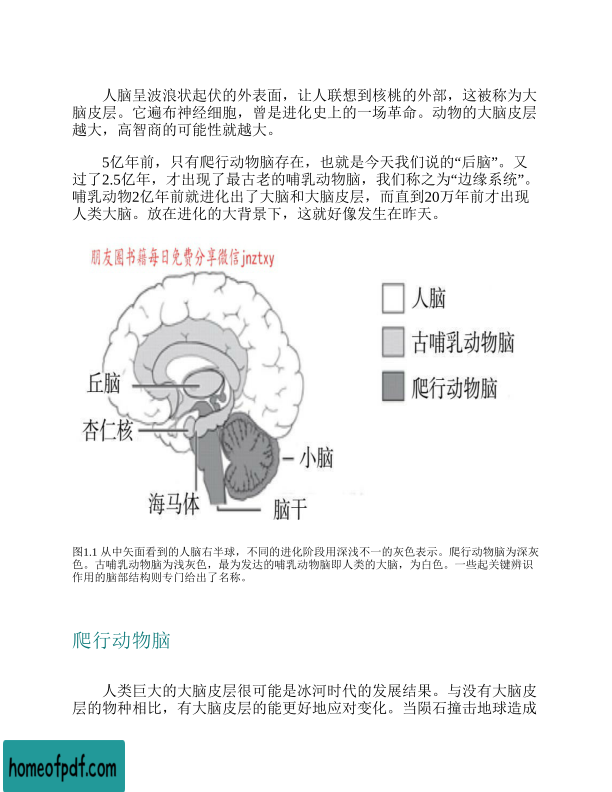 人脑呈波浪状起伏的外表面，让人联想到核桃的外部，这被称为大
脑皮层。它遍布神经细胞，曾是进化史上的一场革命。动物的大脑皮层
越大，高智商的可能性就越大。
5亿年前，只有爬行动物脑存在，也就是今天我们说的“后脑”。又
过了2.5亿年，才出现了最古老的哺乳动物脑，我们称之为“边缘系统”。
哺乳动物2亿年前就进化出了大脑和大脑皮层，而直到20万年前才出现
人类大脑。放在进化的大背景下，这就好像发生在昨天。
朋友圈书籍每日免费分享微信jnztxy
人脑
古哺乳动物脑
爬行动物脑
丘脑
杏仁核
小脑
海马体
脑干
图1.1 从中矢面看到的人脑右半球，不同的进化阶段用深浅不一的灰色表示。爬行动物脑为深灰
色。古哺乳动物脑为浅灰色，最为发达的哺乳动物脑即人类的大脑，为白色。一些起关键辨识
作用的脑部结构则专门给出了名称。
爬行动物脑
人类巨大的大脑皮层很可能是冰河时代的发展结果。与没有大脑皮
层的物种相比，有大脑皮层的能更好地应对变化。当陨石撞击地球造成
homeofpdf.com